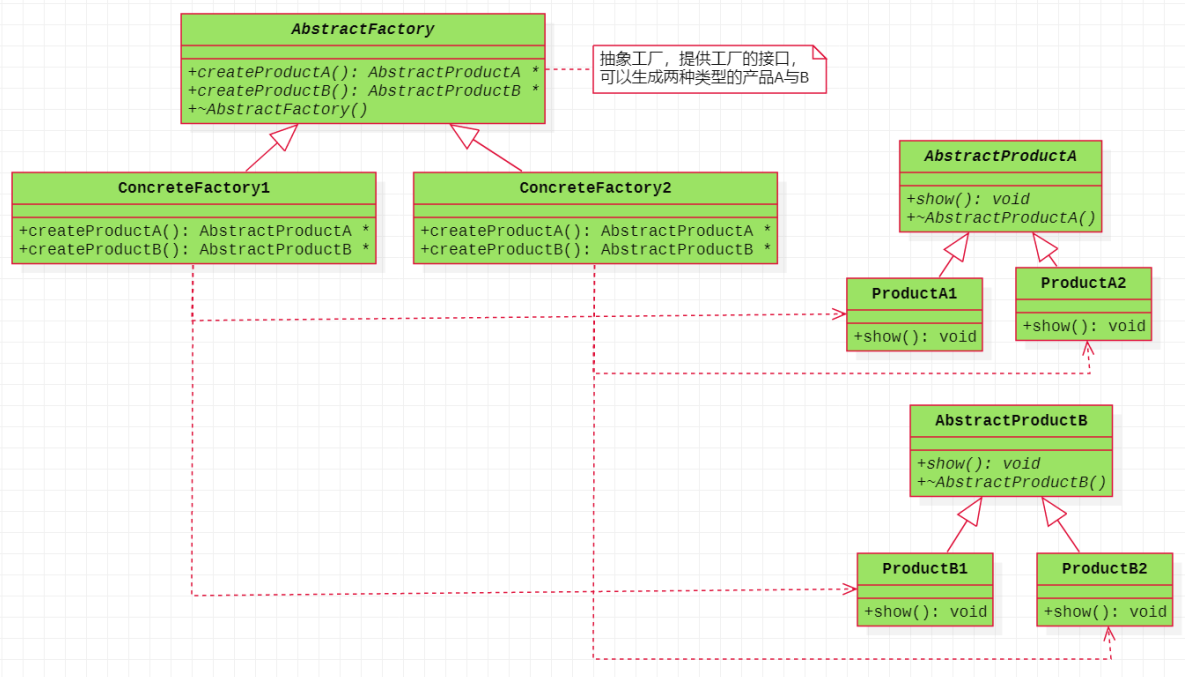 AbstractFactory
+createProductA(): AbstractProductA *
+createProductB(): AbstractProductB *
+~AbstractFactory()
抽象工厂，提供工厂的接口，
可以生成两种类型的产品A与B
ConcreteFactory1
+createProductA(): AbstractProductA *
+createProductB(): AbstractProductB *
ConcreteFactory2
+createProductA(): AbstractProductA *
+createProductB(): AbstractProductB *
AbstractProductA
+show(): void
+~AbstractProductA()
ProductA1
+show(): void
ProductA2
+show(): void
AbstractProductB
+show(): void
+~AbstractProductB()
ProductB1
+show(): void
ProductB2
+show(): void